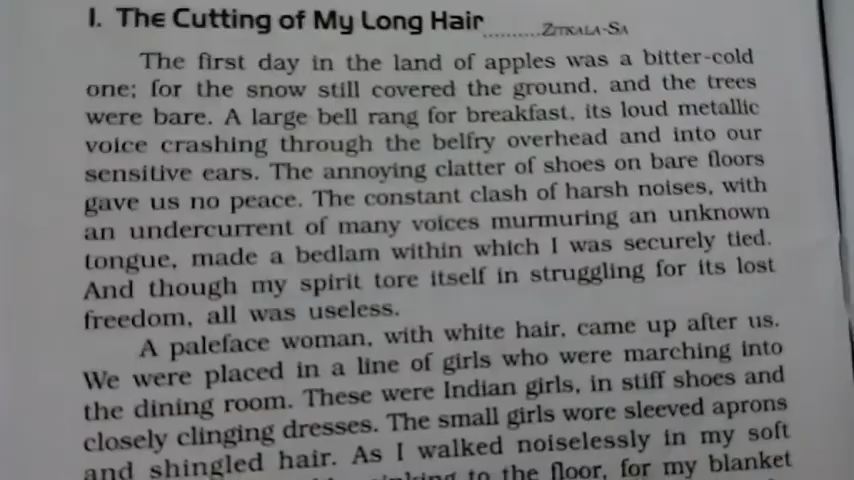 I. The Cutting of My Long Hair ..........ZITKALA-SA
The first day in the land of apples was a bitter-cold
one; for the snow still covered the ground, and the trees
were bare. A large bell rang for breakfast, its loud metallic
voice crashing through the belfry overhead and into our
sensitive ears. The annoying clatter of shoes on bare floors
gave us no peace. The constant clash of harsh noises, with
an undercurrent of many voices murmuring an unknown
tongue, made a bedlam within which I was securely tied.
And though my spirit tore itself in struggling for its lost
freedom, all was useless.
A paleface woman, with white hair, came up after us.
We were placed in a line of girls who were marching into
the dining room. These were Indian girls, in stiff shoes and
closely clinging dresses. The small girls wore sleeved aprons
and shingled hair. As I walked noiselessly in my soft
to the floor, for my blanket